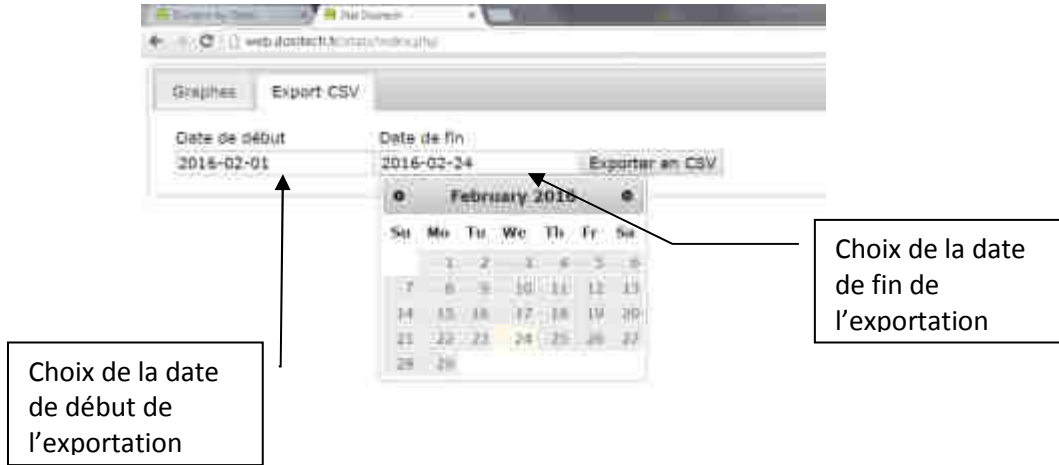 Graphes Export CSV
Date de début Date de fin
2016-02-01 2016-02-24 Exporter en CSV
February 2016
Su Mo Tu We Th Fr Sa
1 2 3 4 5 6
7 8 9 10 11 12 13
14 15 16 17 18 19 20
21 22 23 24 25 26 27
28 29
Choix de la date
de fin de
l’exportation
Choix de la date
de début de
l’exportation